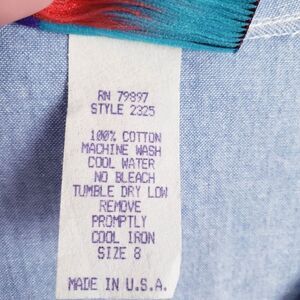 RN 79897
STYLE 2325
100% COTTON
MACHINE WASH
COOL WATER
NO BLEACH
TUMBLE DRY LOW
REMOVE
PROMPTLY
COOL IRON
SIZE 8
MADE IN U.S.A.